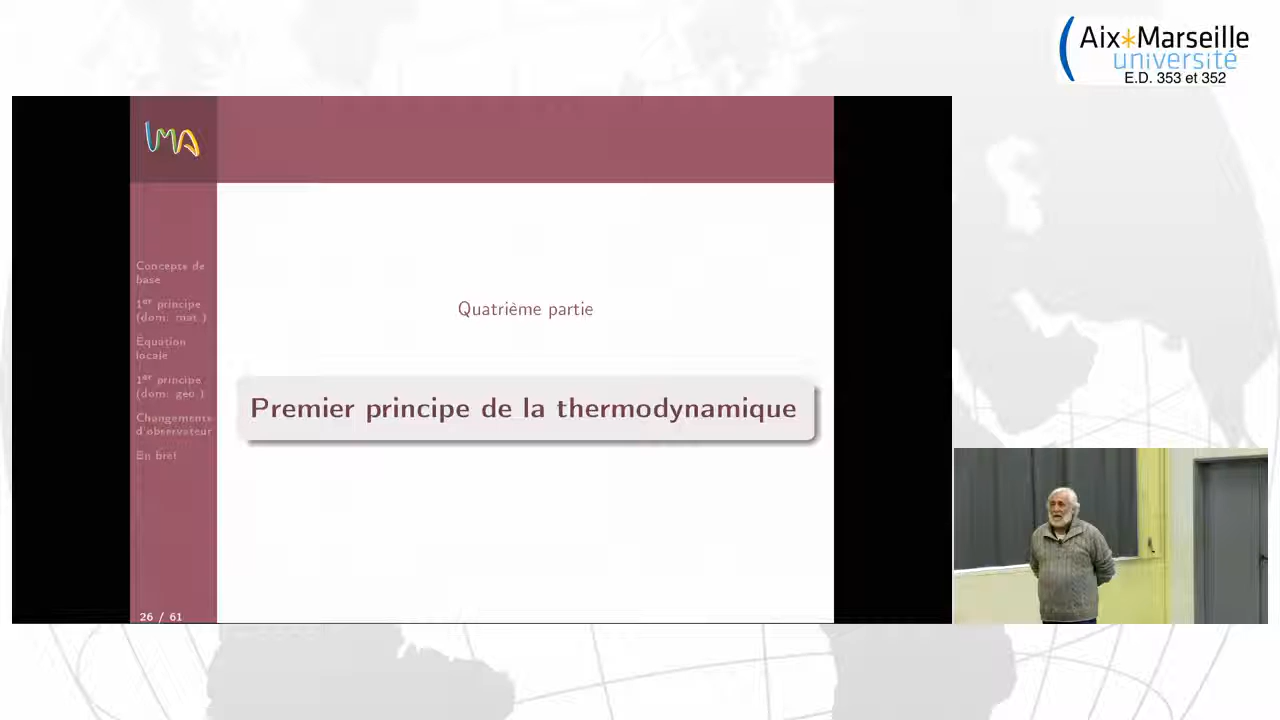 Aix*Marseille
université
E.D. 353 et 352
LMA
Concepts de
base
1er principe
(dom. mat.)
Équation
locale
1er principe
(dom. géo.)
Changements
d'observateur
En bref
26 / 61
Quatrième partie
Premier principe de la thermodynamique